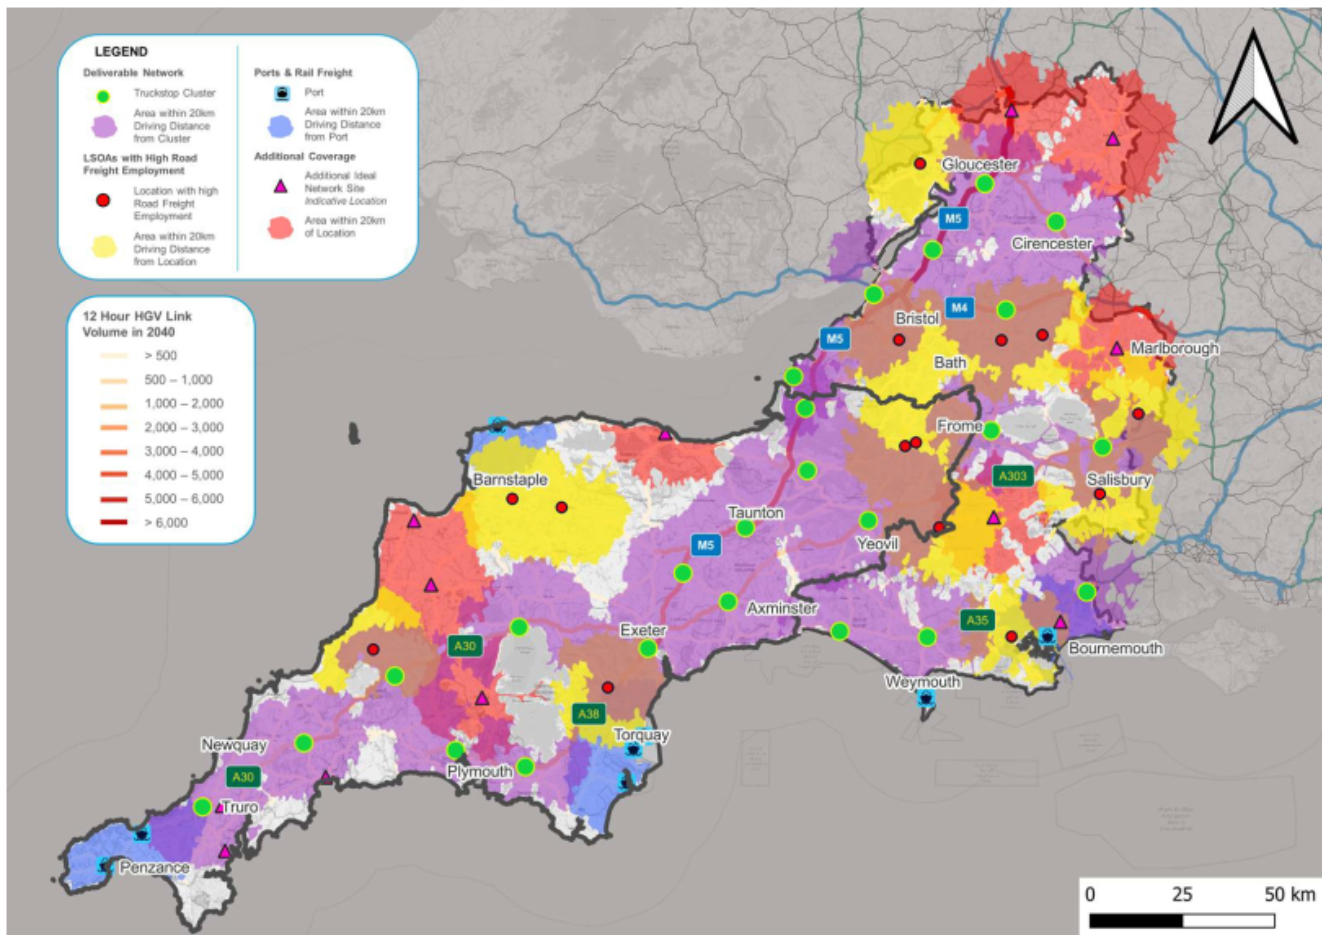 LEGEND
Deliverable Network
Truckstop Cluster
Area within 20km
Driving Distance
from Cluster
LSOAs with High Road
Freight Employment
Location with high
Road Freight
Employment
Area within 20km
Driving Distance
from Location
Ports & Rail Freight
Port
Area within 20km
Driving Distance
from Port
Additional Coverage
Additional Ideal
Network Site
Indicative Location
Area within 20km
of Location
12 Hour HGV Link
Volume in 2040
> 500
500 – 1,000
1,000 – 2,000
2,000 – 3,000
3,000 – 4,000
4,000 – 5,000
5,000 – 6,000
> 6,000
Gloucester
M5
Cirencester
M4
Bristol
M5
Marlborough
Bath
Frome
A303
Salisbury
Barnstaple
Taunton
Yeovil
M5
Axminster
A35
Exeter
A30
Bournemouth
Weymouth
A38
Torquay
Newquay
Plymouth
A30
Truro
Penzance
0 25 50 km